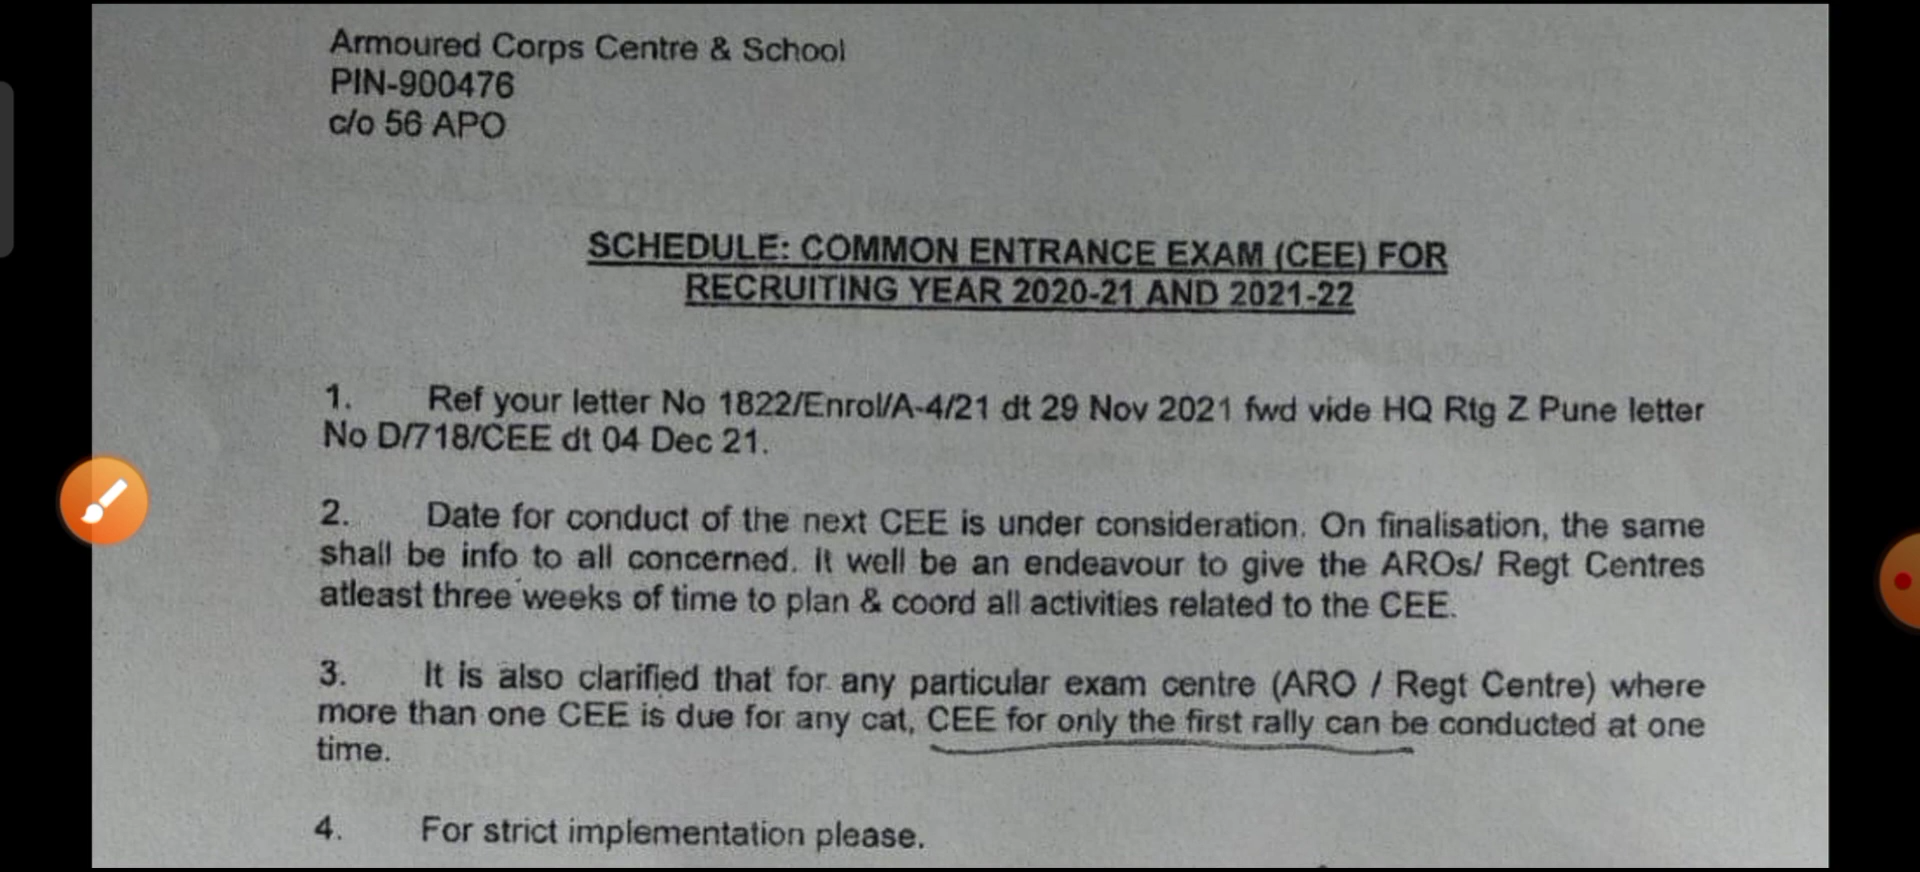 Armoured Corps Centre & School
PIN-900476
c/o 56 APO
SCHEDULE: COMMON ENTRANCE EXAM (CEE) FOR
RECRUITING YEAR 2020-21 AND 2021-22
1. Ref your letter No 1822/Enrol/A-4/21 dt 29 Nov 2021 fwd vide HQ Rtg Z Pune letter
No D/718/CEE dt 04 Dec 21.
2. Date for conduct of the next CEE is under consideration. On finalisation, the same
shall be info to all concerned. It well be an endeavour to give the AROs/ Regt Centres
atleast three weeks of time to plan & coord all activities related to the CEE.
3. It is also clarified that for any particular exam centre (ARO / Regt Centre) where
more than one CEE is due for any cat, CEE for only the first rally can be conducted at one
time.
4. For strict implementation please.